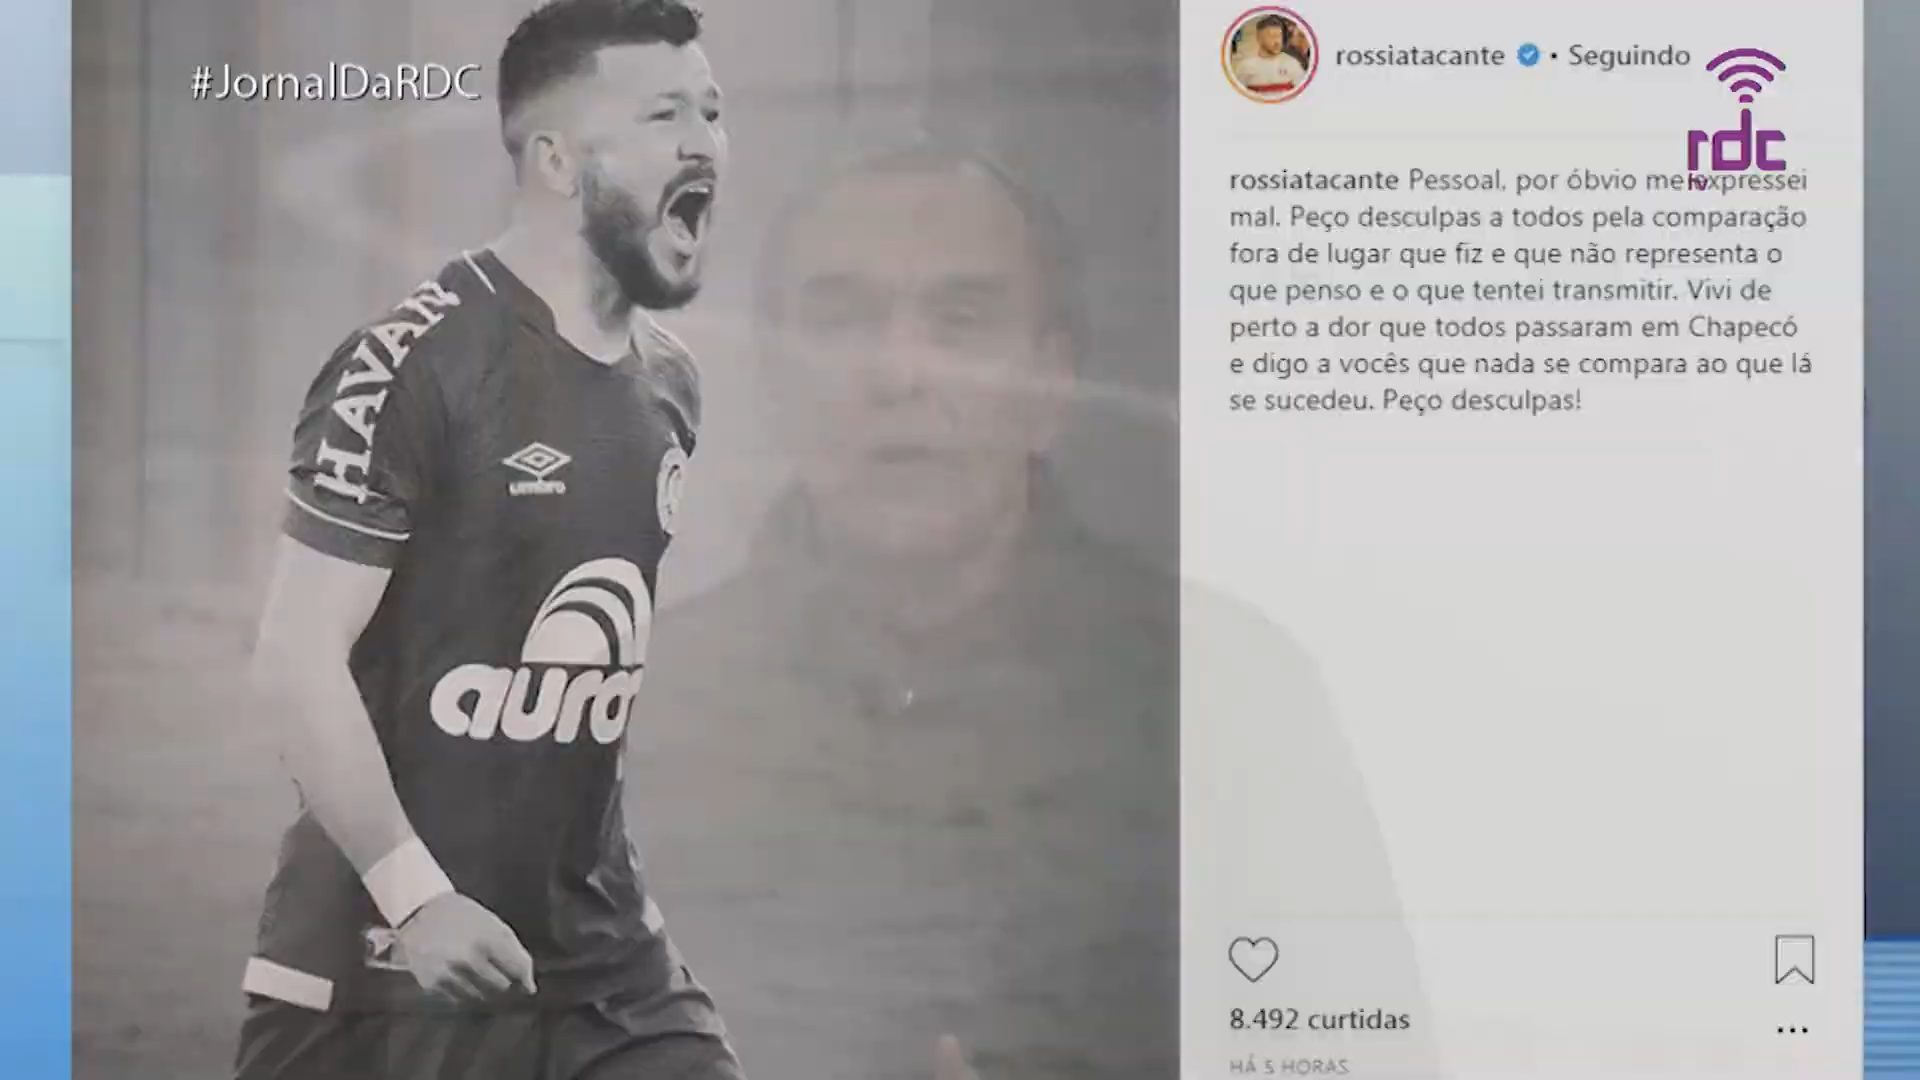 #JornalDaRDC
rossiatacante • Seguindo
rdc
tv
rossiatacante Pessoal, por óbvio me expressei
mal. Peço desculpas a todos pela comparação
fora de lugar que fiz e que não representa o
que penso e o que tentei transmitir. Vivi de
perto a dor que todos passaram em Chapecó
e digo a vocês que nada se compara ao que lá
se sucedeu. Peço desculpas!
HAVAN
umbro
auro
8.492 curtidas
HÁ 5 HORAS